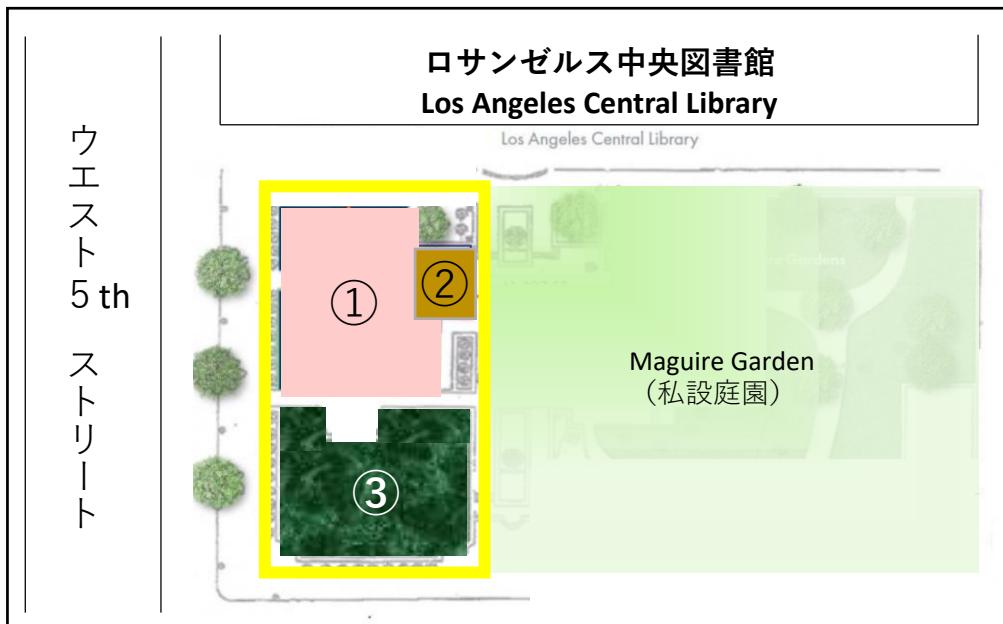 ロサンゼルス中央図書館
Los Angeles Central Library
Los Angeles Central Library
ウエスト５th ストリート
①
②
③
Maguire Garden
（私設庭園）